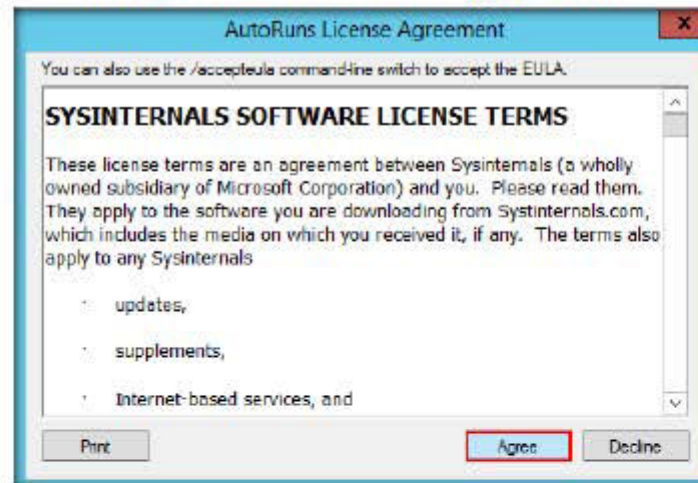 AutoRuns License Agreement
x
You can also use the /accepteula command-line switch to accept the EULA.
SYSINTERNALS SOFTWARE LICENSE TERMS
These license terms are an agreement between Sysinternals (a wholly
owned subsidiary of Microsoft Corporation) and you.  Please read them.
They apply to the software you are downloading from Systinternals.com,
which includes the media on which you received it, if any.  The terms also
apply to any Sysinternals
· updates,
· supplements,
· Internet-based services, and
Print
Agree
Decline